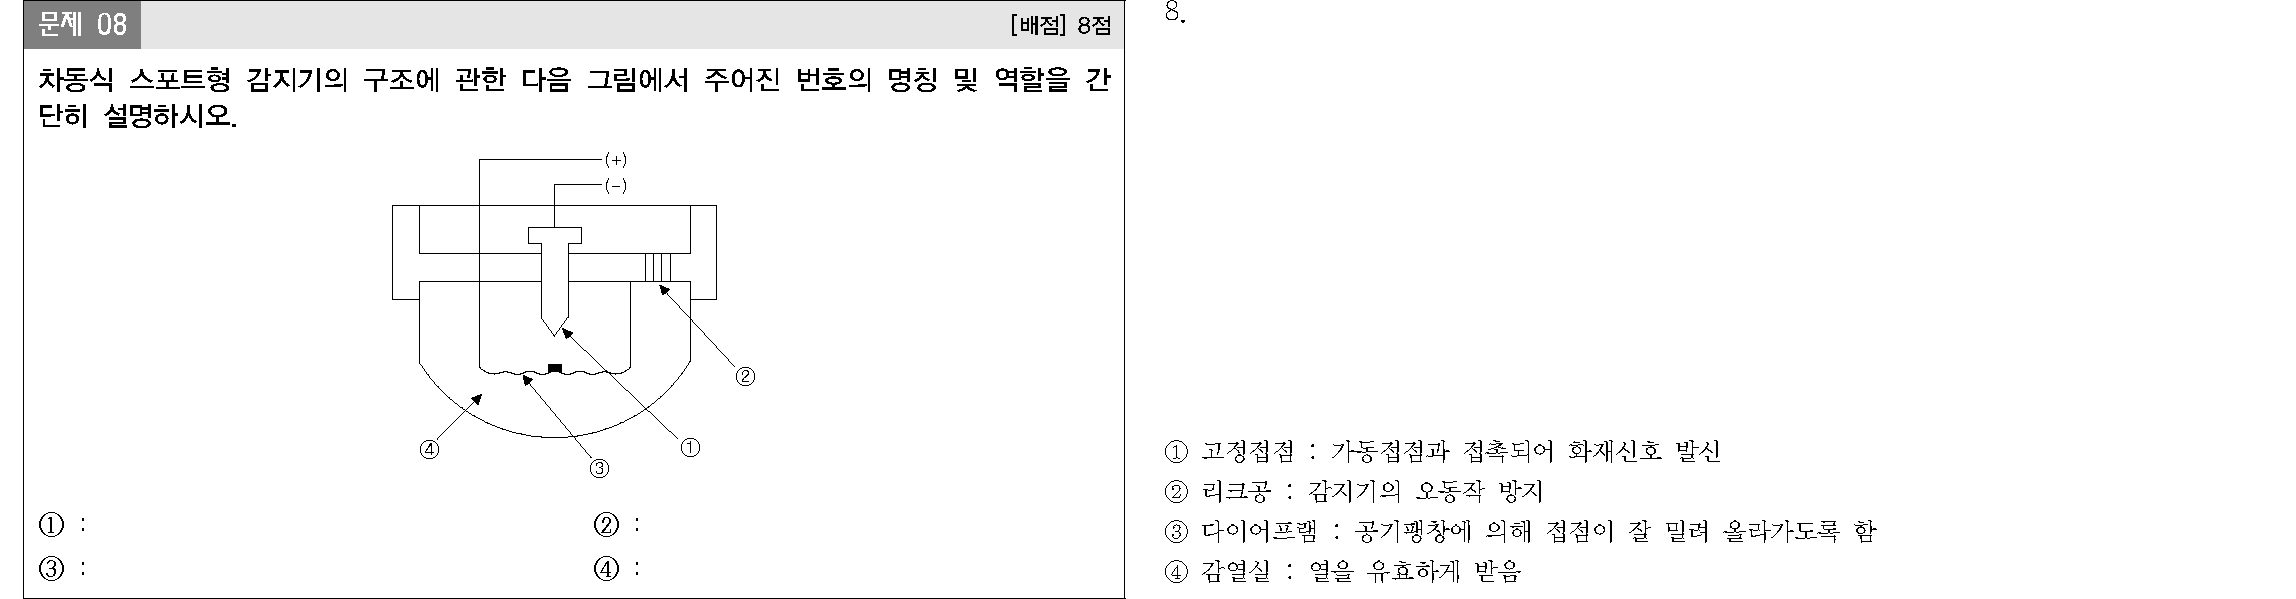 문제 08
[배점] 8점
차동식 스포트형 감지기의 구조에 관한 다음 그림에서 주어진 번호의 명칭 및 역할을 간
단히 설명하시오.
(+)
(-)
②
④
①
③
① :
② :
③ :
④ :
8.
① 고정접점 : 가동접점과 접촉되어 화재신호 발신
② 리크공 : 감지기의 오동작 방지
③ 다이어프램 : 공기팽창에 의해 접점이 잘 밀려 올라가도록 함
④ 감열실 : 열을 유효하게 받음